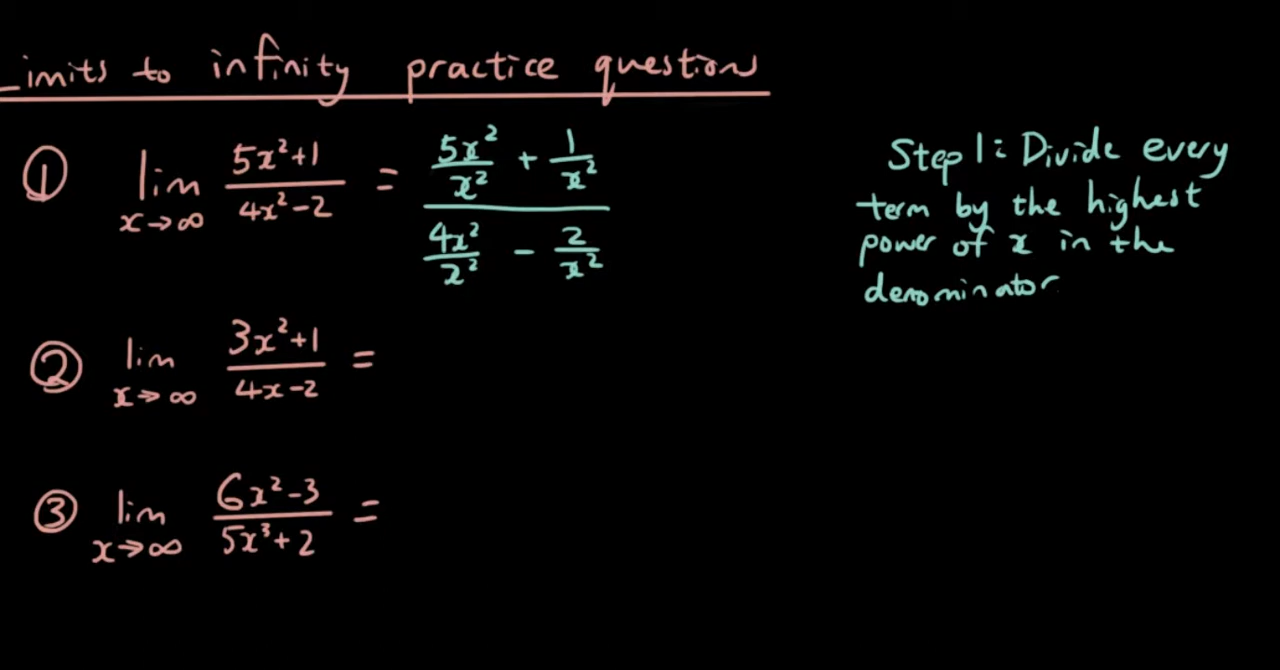 Limits to infinity practice questions
① lim x→∞ (5x²+1)/(4x²-2) = (5x²/x² + 1/x²)/(4x²/x² - 2/x²)
Step 1: Divide every
term by the highest
power of x in the
denominator
② lim x→∞ (3x²+1)/(4x-2) =
③ lim x→∞ (6x²-3)/(5x³+2) =